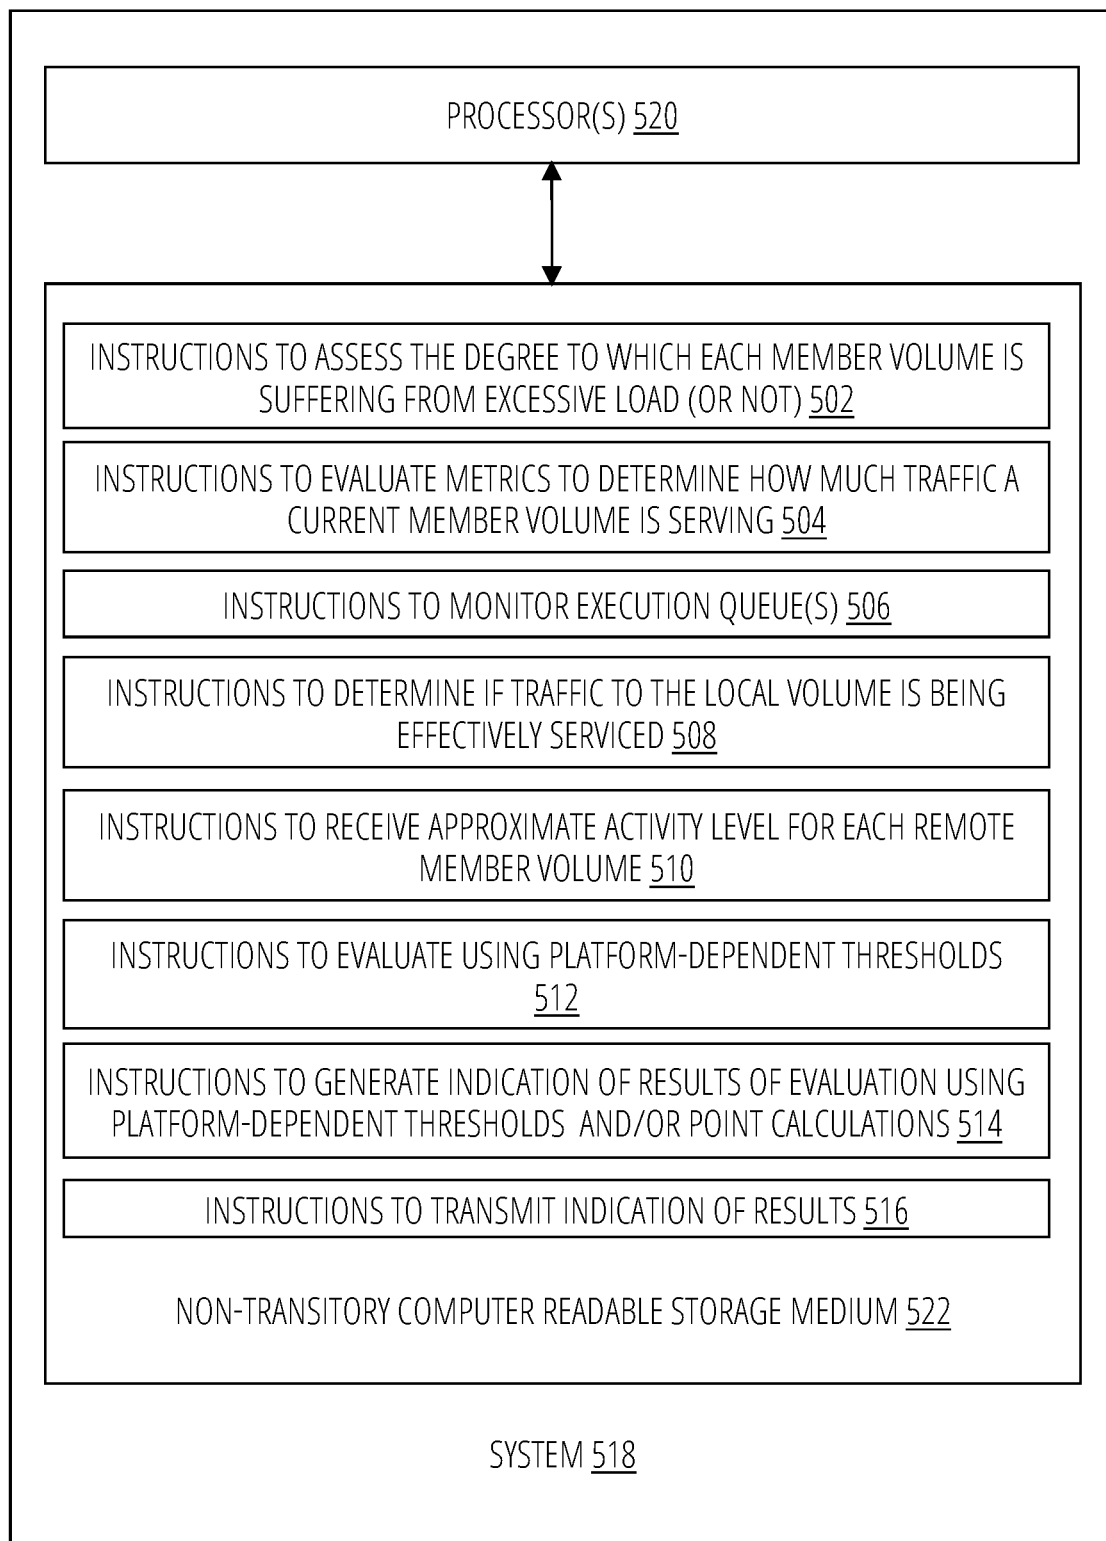 PROCESSOR(S) 520
INSTRUCTIONS TO ASSESS THE DEGREE TO WHICH EACH MEMBER VOLUME IS
SUFFERING FROM EXCESSIVE LOAD (OR NOT) 502
INSTRUCTIONS TO EVALUATE METRICS TO DETERMINE HOW MUCH TRAFFIC A
CURRENT MEMBER VOLUME IS SERVING 504
INSTRUCTIONS TO MONITOR EXECUTION QUEUE(S) 506
INSTRUCTIONS TO DETERMINE IF TRAFFIC TO THE LOCAL VOLUME IS BEING
EFFECTIVELY SERVICED 508
INSTRUCTIONS TO RECEIVE APPROXIMATE ACTIVITY LEVEL FOR EACH REMOTE
MEMBER VOLUME 510
INSTRUCTIONS TO EVALUATE USING PLATFORM-DEPENDENT THRESHOLDS
512
INSTRUCTIONS TO GENERATE INDICATION OF RESULTS OF EVALUATION USING
PLATFORM-DEPENDENT THRESHOLDS AND/OR POINT CALCULATIONS 514
INSTRUCTIONS TO TRANSMIT INDICATION OF RESULTS 516
NON-TRANSITORY COMPUTER READABLE STORAGE MEDIUM 522
SYSTEM 518